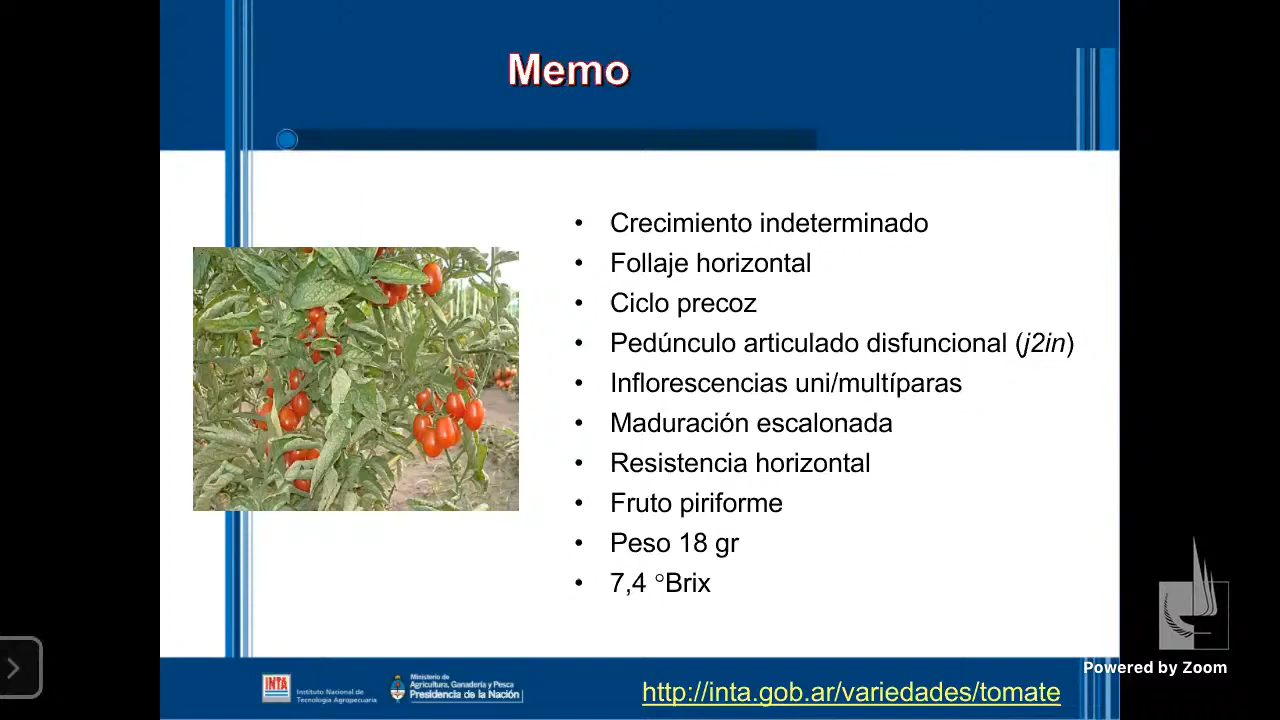 Memo
• Crecimiento indeterminado
• Follaje horizontal
• Ciclo precoz
• Pedúnculo articulado disfuncional (j2in)
• Inflorescencias uni/multíparas
• Maduración escalonada
• Resistencia horizontal
• Fruto piriforme
• Peso 18 gr
• 7,4 °Brix
Powered by Zoom
INTA
Instituto Nacional de
Tecnología Agropecuaria
Ministerio de
Agricultura, Ganadería y Pesca
Presidencia de la Nación
http://inta.gob.ar/variedades/tomate